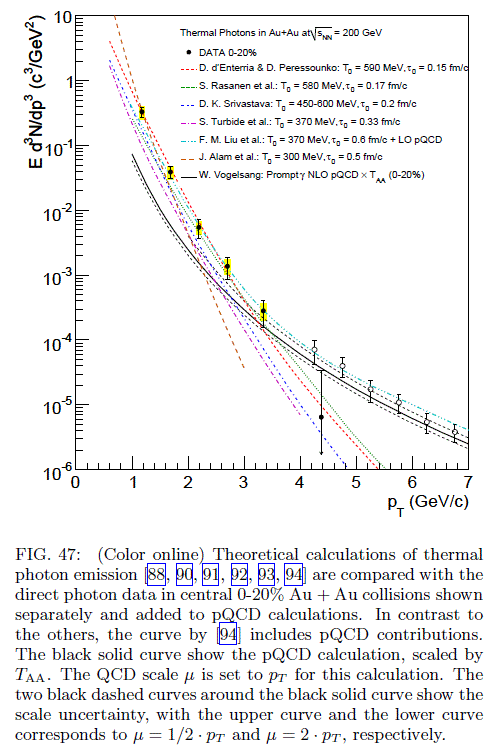 10
1
10-1
10-2
10-3
10-4
10-5
10-6
E d3N/dp3 (c3/GeV2)
Thermal Photons in Au+Au at√sNN = 200 GeV
DATA 0-20%
D. d'Enterria & D. Peressounko: T0 = 590 MeV,τ0 = 0.15 fm/c
S. Rasanen et al.: T0 = 580 MeV,τ0 = 0.17 fm/c
D. K. Srivastava: T0 = 450-600 MeV,τ0 = 0.2 fm/c
S. Turbide et al.: T0 = 370 MeV,τ0 = 0.33 fm/c
F. M. Liu et al.: T0 = 370 MeV,τ0 = 0.6 fm/c + LO pQCD
J. Alam et al.: T0 = 300 MeV,τ0 = 0.5 fm/c
W. Vogelsang: Promptγ NLO pQCD × TAA (0-20%)
0 1 2 3 4 5 6 7
pT (GeV/c)
FIG. 47: (Color online) Theoretical calculations of thermal
photon emission [88, 90, 91, 92, 93, 94] are compared with the
direct photon data in central 0-20% Au + Au collisions shown
separately and added to pQCD calculations. In contrast to
the others, the curve by [94] includes pQCD contributions.
The black solid curve show the pQCD calculation, scaled by
TAA. The QCD scale μ is set to pT for this calculation. The
two black dashed curves around the black solid curve show the
scale uncertainty, with the upper curve and the lower curve
corresponds to μ = 1/2 · pT and μ = 2 · pT, respectively.